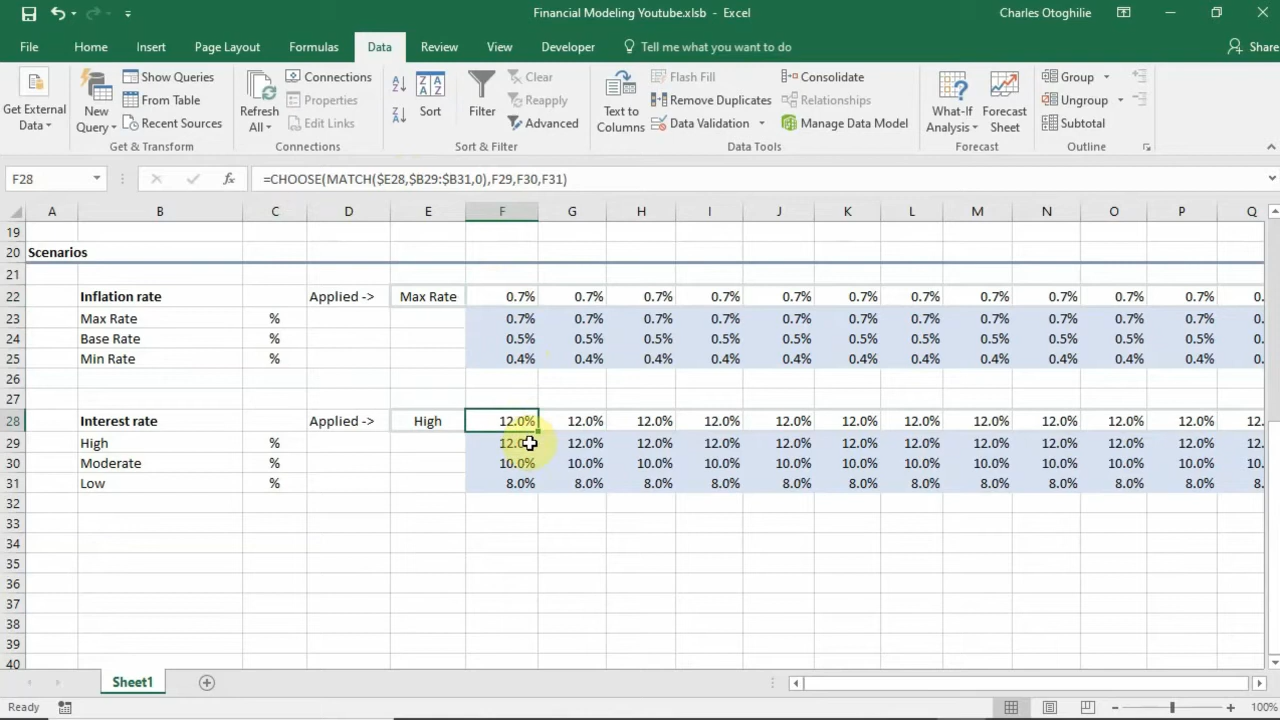 Financial Modeling Youtube.xlsb - Excel
Charles Otoghilie
File Home Insert Page Layout Formulas Data Review View Developer Tell me what you want to do Share
Get External Data
New Query
Show Queries
From Table
Recent Sources
Get & Transform
Refresh All
Connections
Properties
Edit Links
Connections
Sort
Filter
Clear
Reapply
Advanced
Sort & Filter
Text to Columns
Flash Fill
Remove Duplicates
Data Validation
Consolidate
Relationships
Manage Data Model
Data Tools
What-If Analysis
Forecast Sheet
Forecast
Group
Ungroup
Subtotal
Outline
F28 fx =CHOOSE(MATCH($E28,$B29:$B31,0),F29,F30,F31)
A B C D E F G H I J K L M N O P Q
19
20 Scenarios
21
22 Inflation rate Applied -> Max Rate 0.7% 0.7% 0.7% 0.7% 0.7% 0.7% 0.7% 0.7% 0.7% 0.7% 0.7% 0.
23 Max Rate % 0.7% 0.7% 0.7% 0.7% 0.7% 0.7% 0.7% 0.7% 0.7% 0.7% 0.7% 0.
24 Base Rate % 0.5% 0.5% 0.5% 0.5% 0.5% 0.5% 0.5% 0.5% 0.5% 0.5% 0.5% 0.
25 Min Rate % 0.4% 0.4% 0.4% 0.4% 0.4% 0.4% 0.4% 0.4% 0.4% 0.4% 0.4% 0.
26
27
28 Interest rate Applied -> High 12.0% 12.0% 12.0% 12.0% 12.0% 12.0% 12.0% 12.0% 12.0% 12.0% 12.0% 12.
29 High % 12.0 12.0% 12.0% 12.0% 12.0% 12.0% 12.0% 12.0% 12.0% 12.0% 12.0% 12.
30 Moderate % 10.0% 10.0% 10.0% 10.0% 10.0% 10.0% 10.0% 10.0% 10.0% 10.0% 10.0% 10.
31 Low % 8.0% 8.0% 8.0% 8.0% 8.0% 8.0% 8.0% 8.0% 8.0% 8.0% 8.0% 8.
32
33
34
35
36
37
38
39
40
Sheet1
Ready
100%